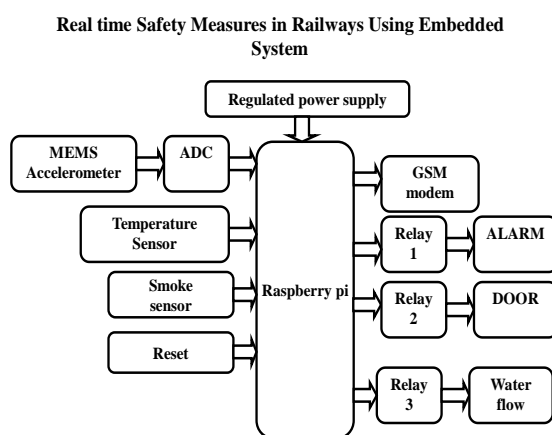 Real time Safety Measures in Railways Using Embedded
System
Regulated power supply
MEMS
Accelerometer
ADC
Temperature
Sensor
Smoke
sensor
Reset
Raspberry pi
GSM
modem
Relay
1
ALARM
Relay
2
DOOR
Relay
3
Water
flow